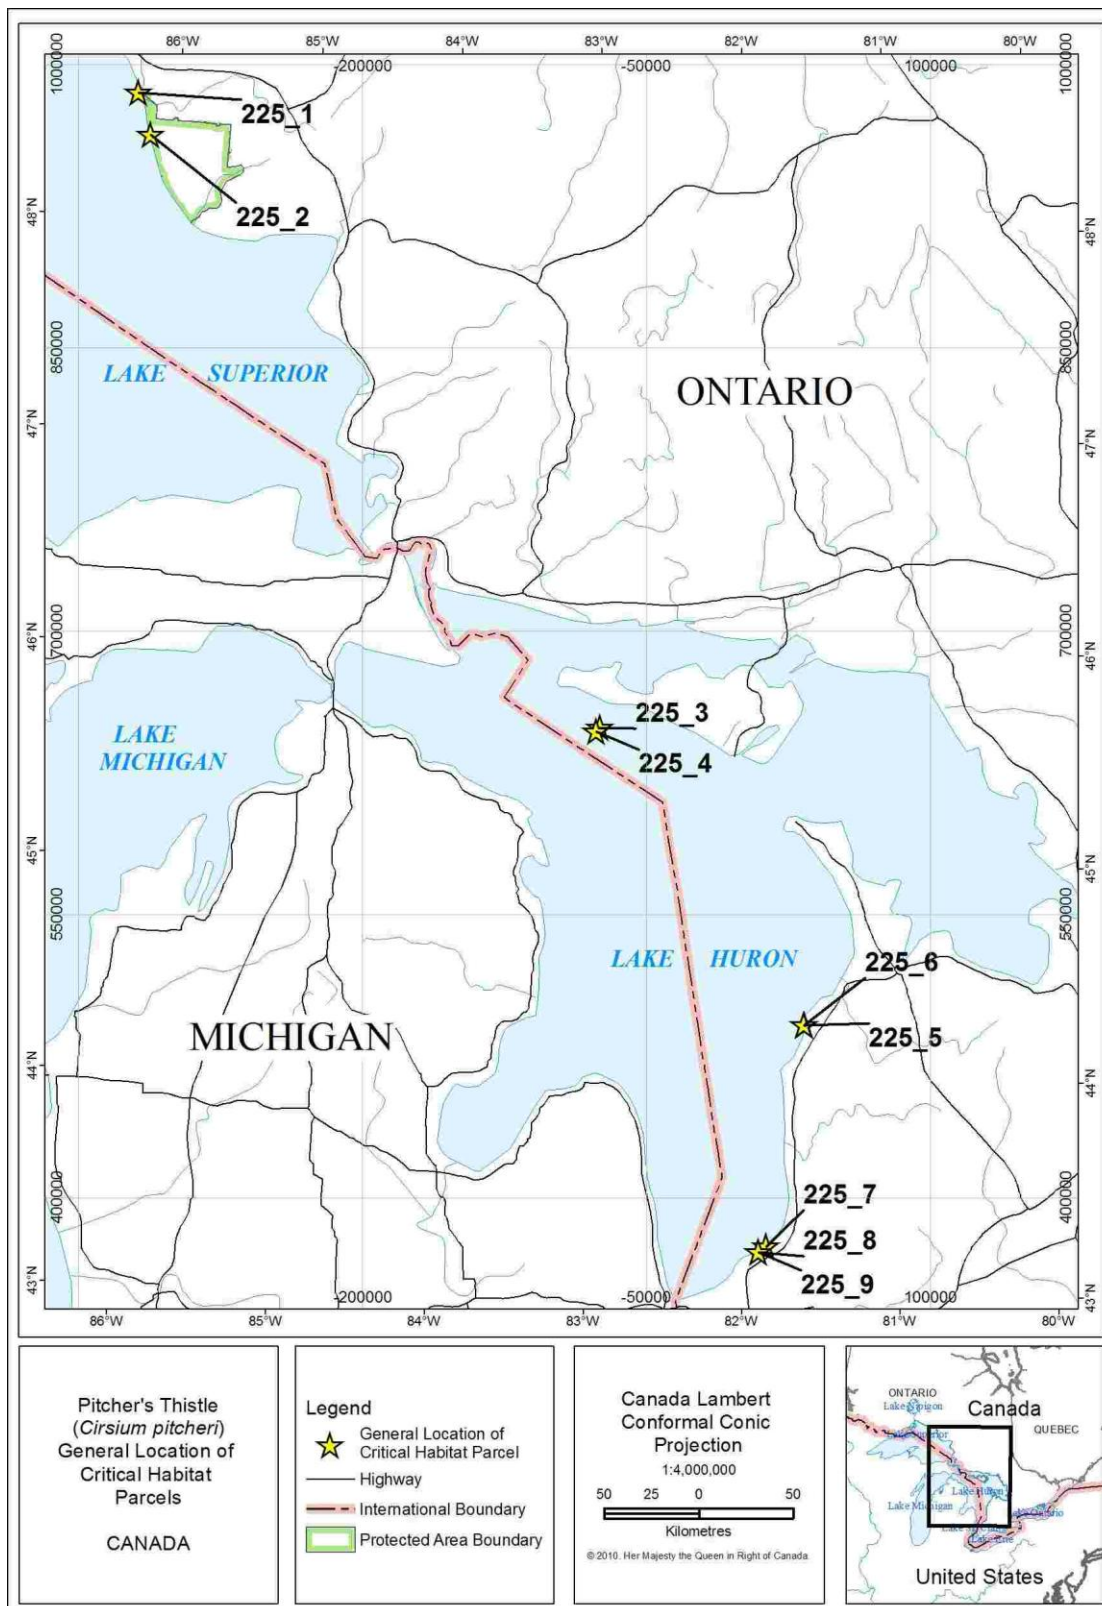 86°W 85°W 84°W 83°W 82°W 81°W 80°W
-200000 -50000 100000
1000000 1000000
225_1
225_2
48°N 48°N
850000 850000
LAKE SUPERIOR
ONTARIO
47°N 47°N
700000 700000
46°N 46°N
225_3
225_4
LAKE
MICHIGAN
45°N 45°N
550000 550000
LAKE HURON
225_6
225_5
MICHIGAN
44°N 44°N
400000 400000
225_7
225_8
225_9
43°N 43°N
-200000 -50000 100000
86°W 85°W 84°W 83°W 82°W 81°W 80°W
Pitcher's Thistle
(Cirsium pitcheri)
General Location of
Critical Habitat
Parcels
CANADA
Legend
General Location of
Critical Habitat Parcel
Highway
International Boundary
Protected Area Boundary
Canada Lambert
Conformal Conic
Projection
1:4,000,000
50 25 0 50
Kilometres
© 2010. Her Majesty the Queen in Right of Canada.
ONTARIO
Lake Nipigon
Canada
QUEBEC
Lake Superior
Lake Huron
Lake Michigan
Lake Ontario
Lake Erie
United States